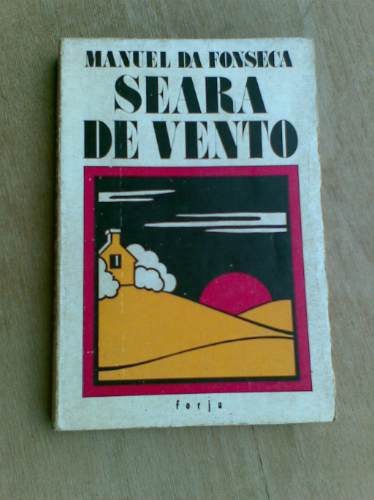 MANUEL DA FONSECA
SEARA
DE VENTO
forja